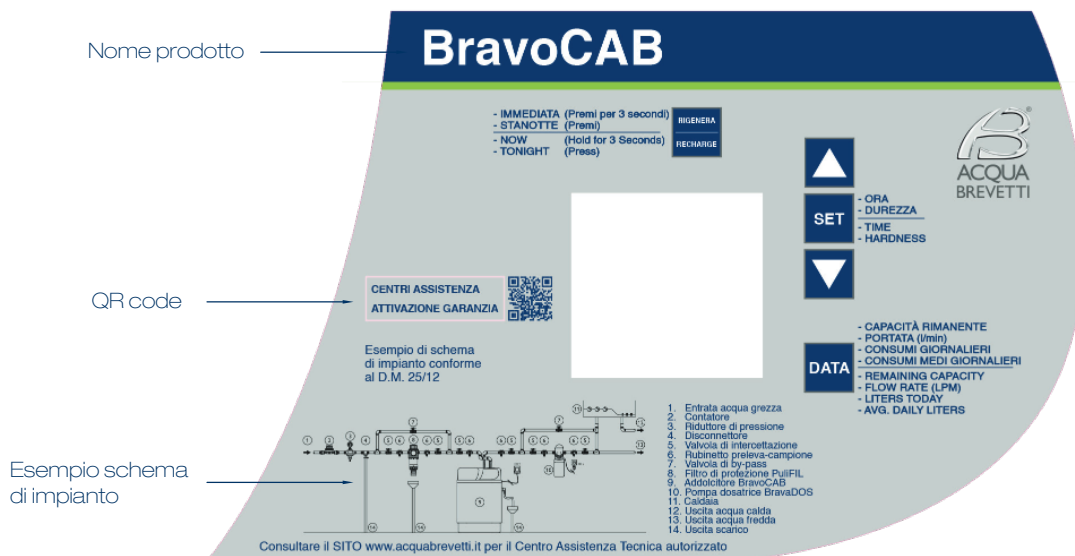 Nome prodotto
BravoCAB
- IMMEDIATA (Premi per 3 secondi)
- STANOTTE (Premi)
- NOW (Hold for 3 Seconds)
- TONIGHT (Press)
RIGENERA
RECHARGE
ACQUA
BREVETTI
SET
- ORA
- DUREZZA
- TIME
- HARDNESS
QR code
CENTRI ASSISTENZA
ATTIVAZIONE GARANZIA
Esempio di schema
di impianto conforme
al D.M. 25/12
DATA
- CAPACITÀ RIMANENTE
- PORTATA (l/min)
- CONSUMI GIORNALIERI
- CONSUMI MEDI GIORNALIERI
- REMAINING CAPACITY
- FLOW RATE (LPM)
- LITERS TODAY
- AVG. DAILY LITERS
Esempio schema
di impianto
1. Entrata acqua grezza
2. Contatore
3. Riduttore di pressione
4. Disconnettore
5. Valvola di intercettazione
6. Rubinetto preleva-campione
7. Valvola di by-pass
8. Filtro di protezione PuliFIL
9. Addolcitore BravoCAB
10. Pompa dosatrice BravaDOS
11. Caldaia
12. Uscita acqua calda
13. Uscita acqua fredda
14. Uscita scarico
Consultare il SITO www.acquabrevetti.it per il Centro Assistenza Tecnica autorizzato